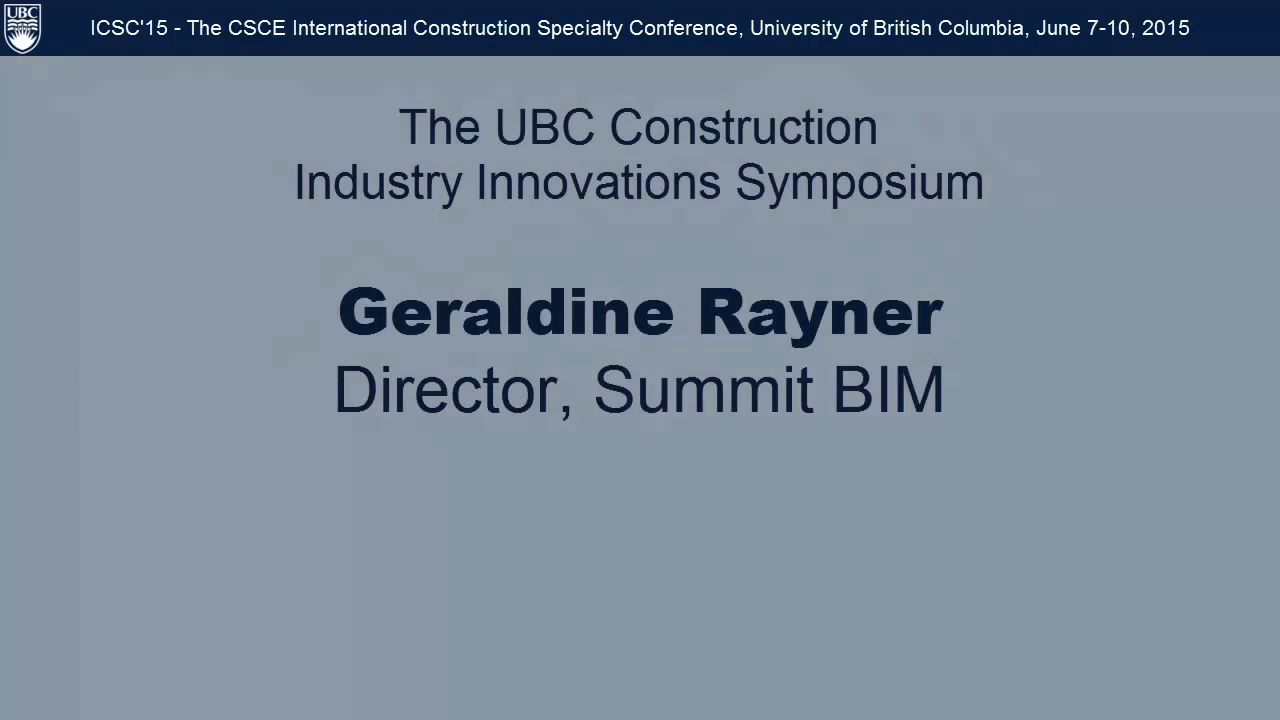 UBC
ICSC'15 - The CSCE International Construction Specialty Conference, University of British Columbia, June 7-10, 2015
The UBC Construction
Industry Innovations Symposium
Geraldine Rayner
Director, Summit BIM